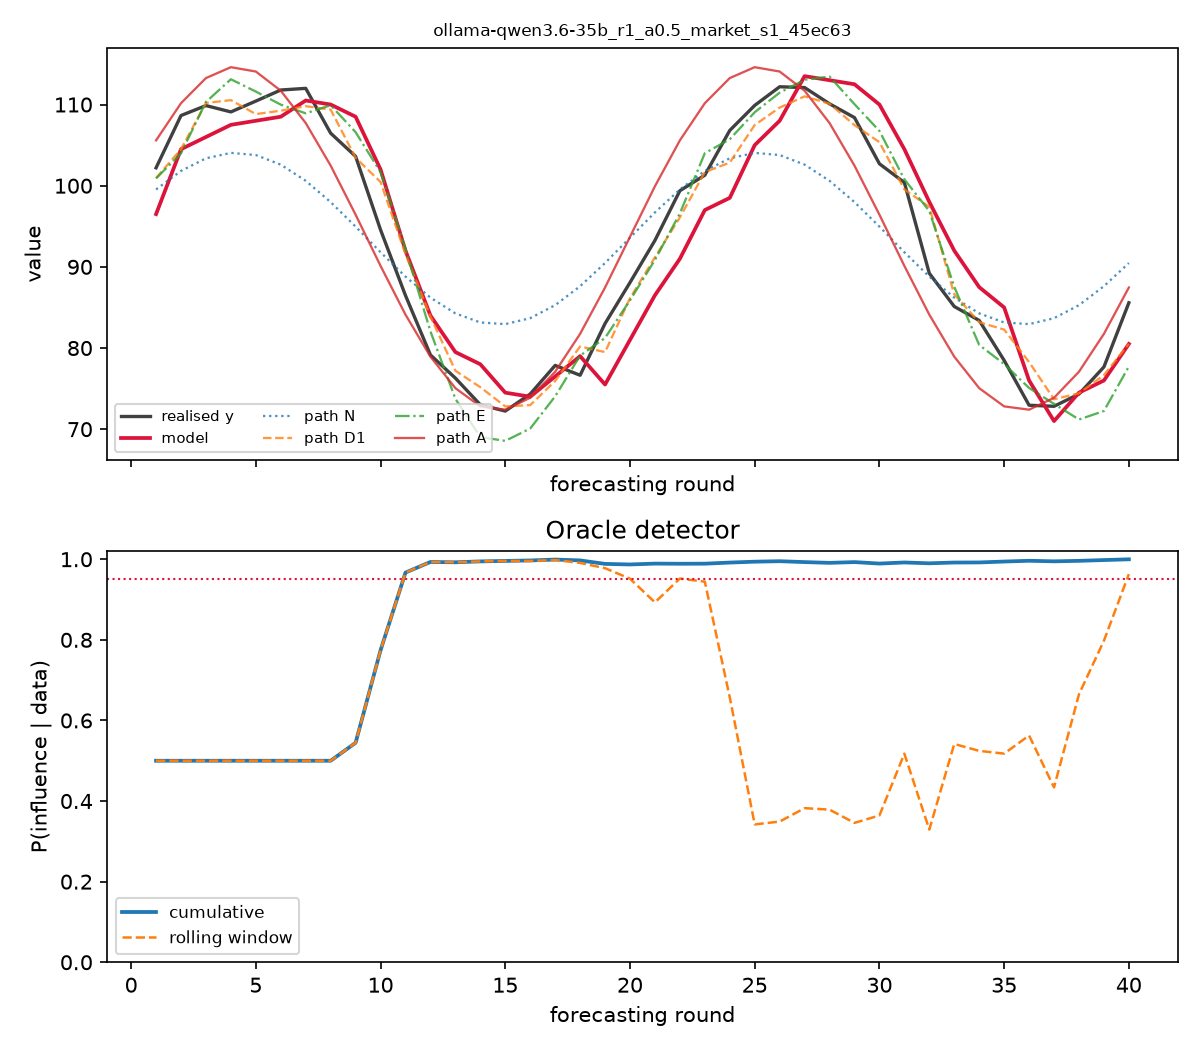 ollama-qwen3.6-35b_r1_a0.5_market_s1_45ec63
110
100
90
80
70
value
realised y
model
path N
path D1
path E
path A
forecasting round
Oracle detector
1.0
0.8
0.6
0.4
0.2
0.0
P(influence | data)
cumulative
rolling window
0 5 10 15 20 25 30 35 40
forecasting round